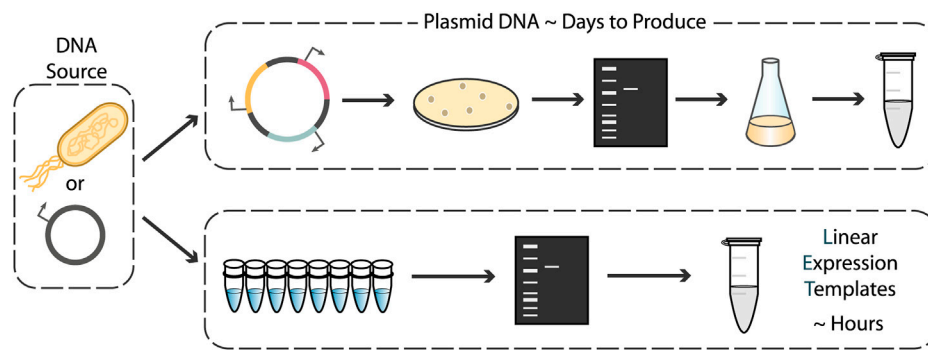 Plasmid DNA ~ Days to Produce
DNA
Source
or
Linear
Expression
Templates
~ Hours